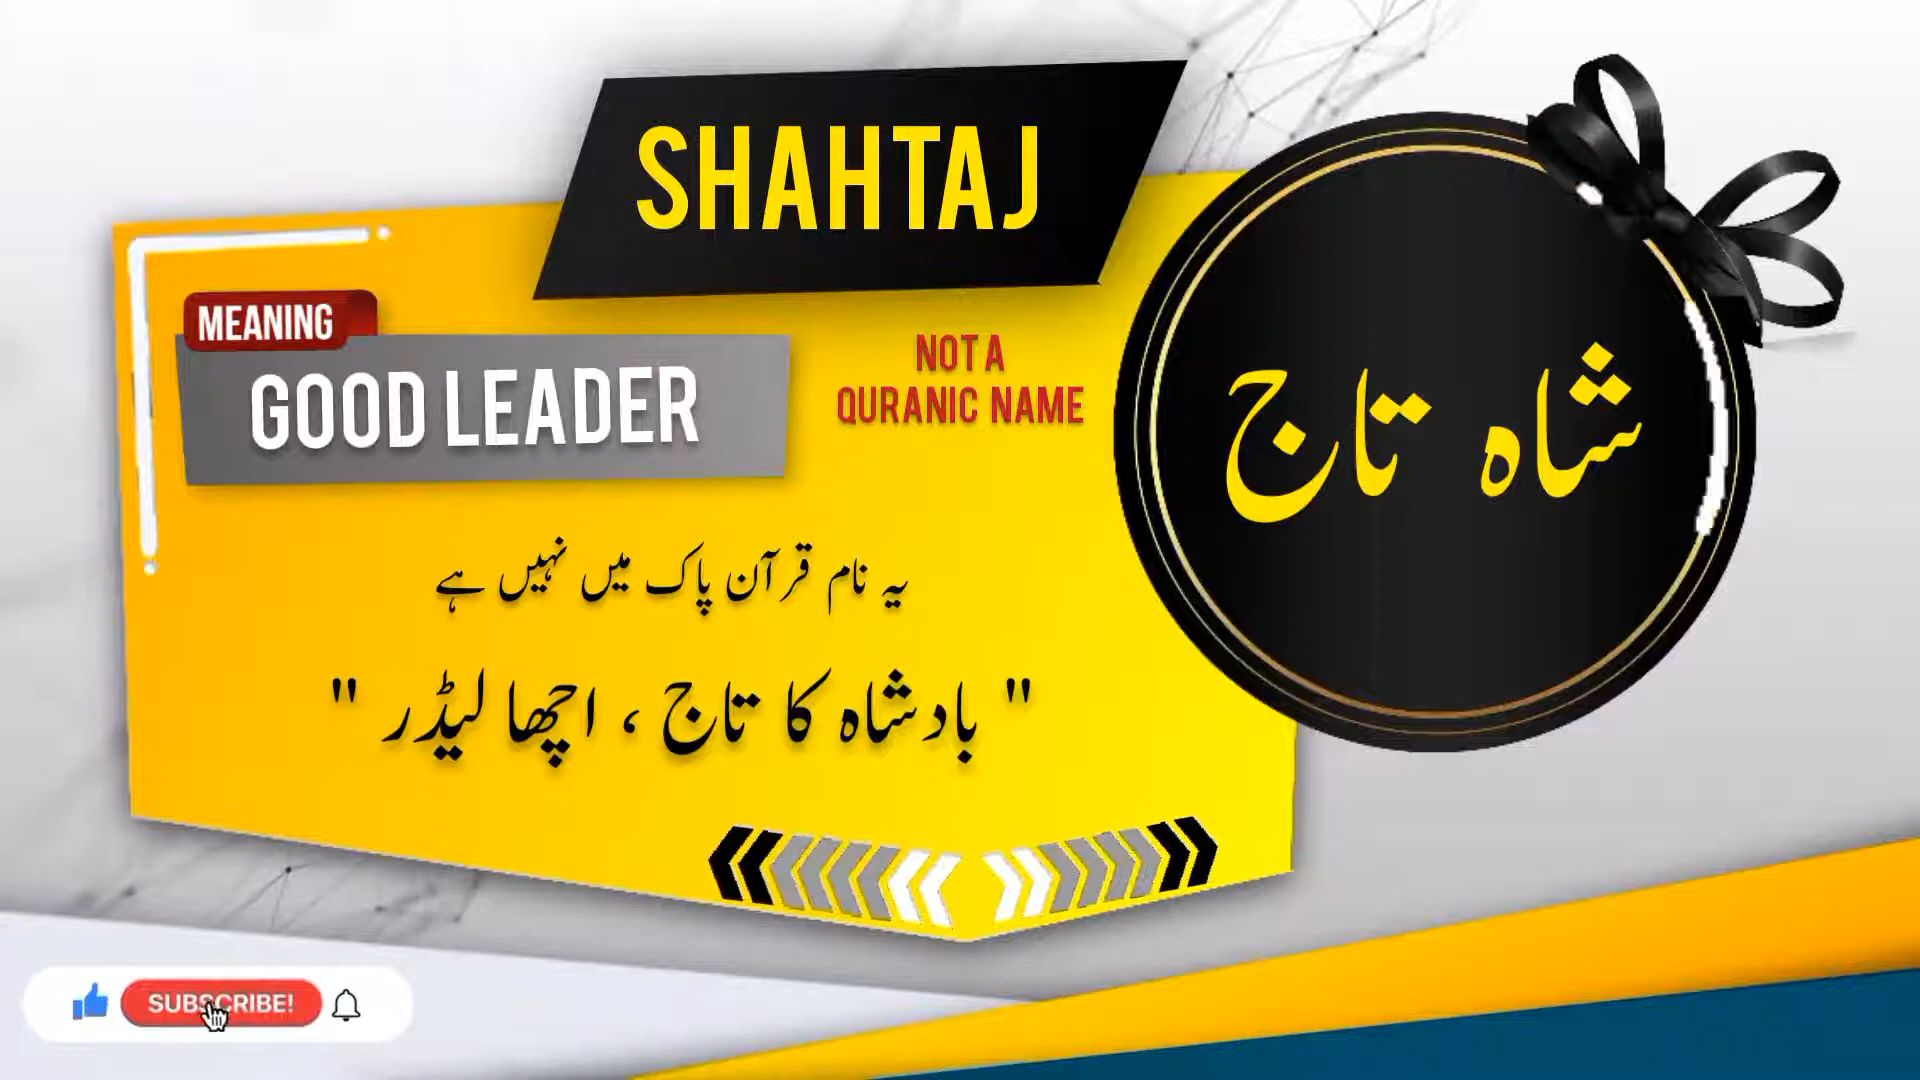 SHAHTAJ
MEANING
GOOD LEADER
NOT A
QURANIC NAME
شاہ تاج
یہ نام قرآن پاک میں نہیں ہے
" بادشاہ کا تاج ، اچھا لیڈر "
SUBSCRIBE!